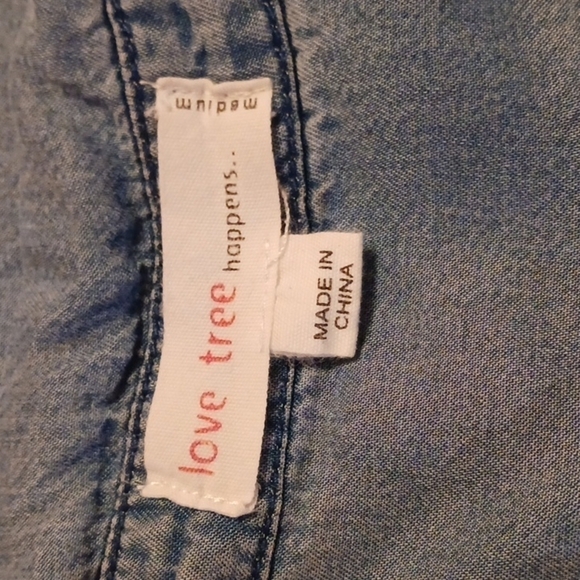 love tree happens..
medium
MADE IN
CHINA